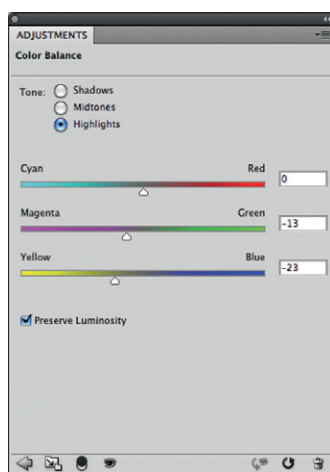 ADJUSTMENTS
Color Balance
Tone: Shadows
Midtones
Highlights
Cyan Red 0
Magenta Green -13
Yellow Blue -23
Preserve Luminosity